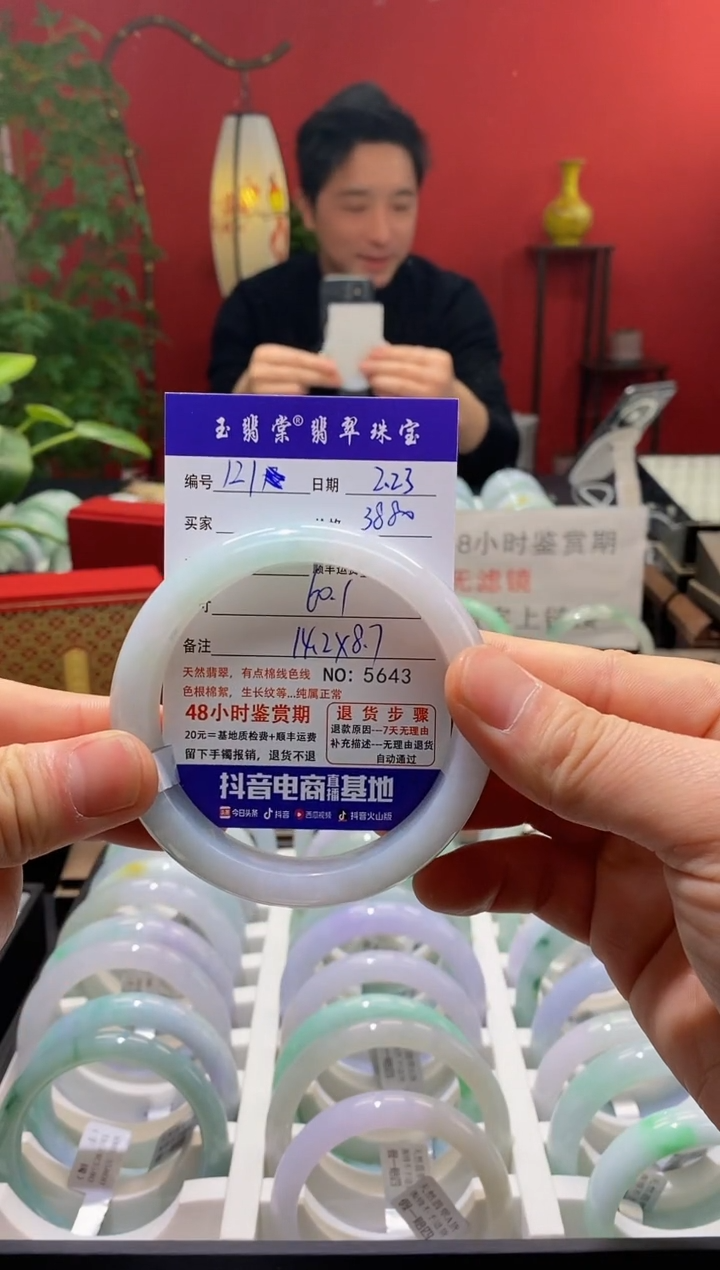 玉翡棠®翡翠珠宝
编号 121 日期 2.23
买家 3880
60.1
备注 14.2X8.7
天然翡翠,有点棉线色线 NO: 5643
色根棉絮,生长纹等...纯属正常
48小时鉴赏期
20元=基地质检费+顺丰运费
留下手镯报销,退货不退
退货步骤
退款原因---7天无理由
补充描述---无理由退货
自动通过
抖音电商直播基地
今日头条 抖音 西瓜视频 抖音火山版
8小时鉴赏期
无滤镜
上链接